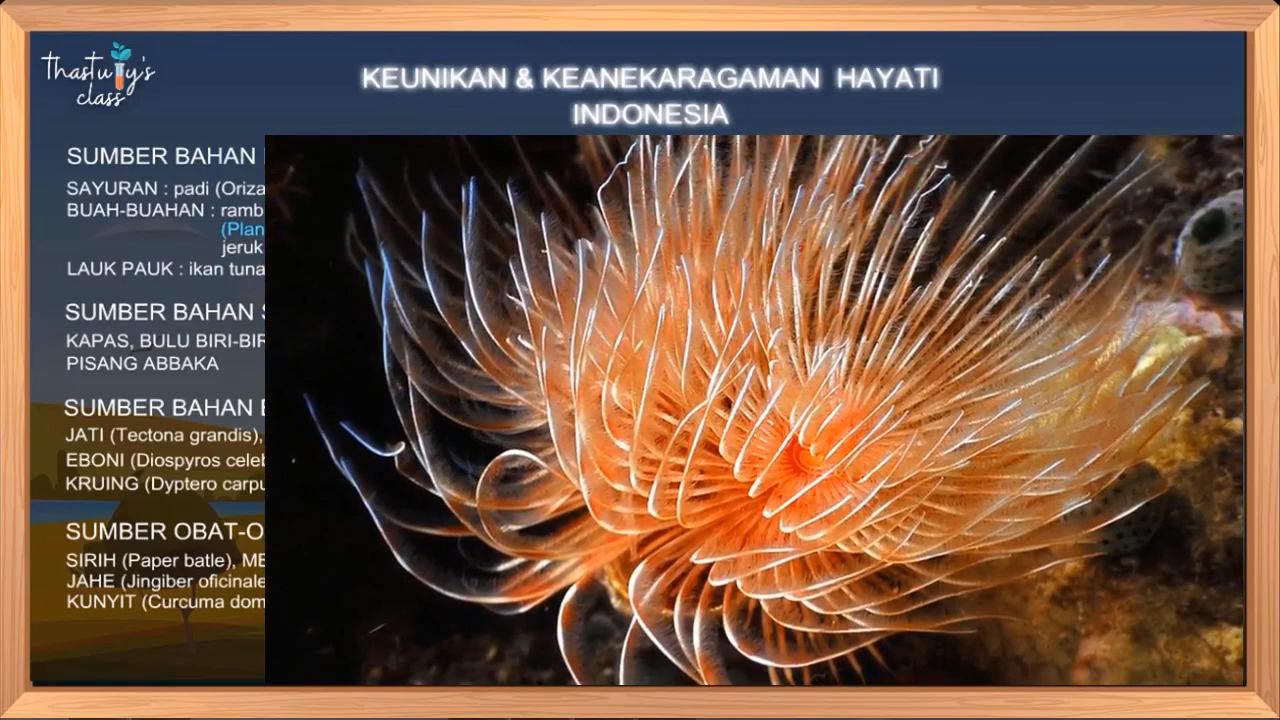 thastuty's
class
KEUNIKAN & KEANEKARAGAMAN HAYATI
INDONESIA
SUMBER BAHAN
SAYURAN : padi (Oriza
BUAH-BUAHAN : ramb
(Plan
jeruk
LAUK PAUK : ikan tuna
SUMBER BAHAN
KAPAS, BULU BIRI-BIR
PISANG ABBAKA
SUMBER BAHAN
JATI (Tectona grandis),
EBONI (Diospyros celeb
KRUING (Dyptero carpu
SUMBER OBAT-O
SIRIH (Paper batle), ME
JAHE (Jingiber oficinale
KUNYIT (Curcuma dom